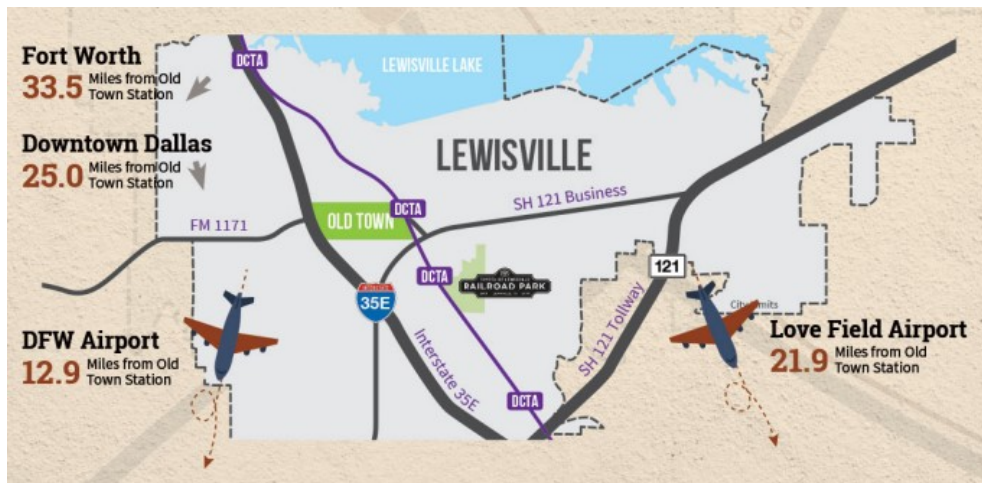 Fort Worth
33.5 Miles from Old
Town Station
Downtown Dallas
25.0 Miles from Old
Town Station
DCTA
LEWISVILLE LAKE
LEWISVILLE
SH 121 Business
FM 1171
OLD TOWN
DCTA
DCTA
RAILROAD PARK
121
35E
City Limits
Interstate 35E
SH 121 Tollway
DCTA
DFW Airport
12.9 Miles from Old
Town Station
Love Field Airport
21.9 Miles from Old
Town Station